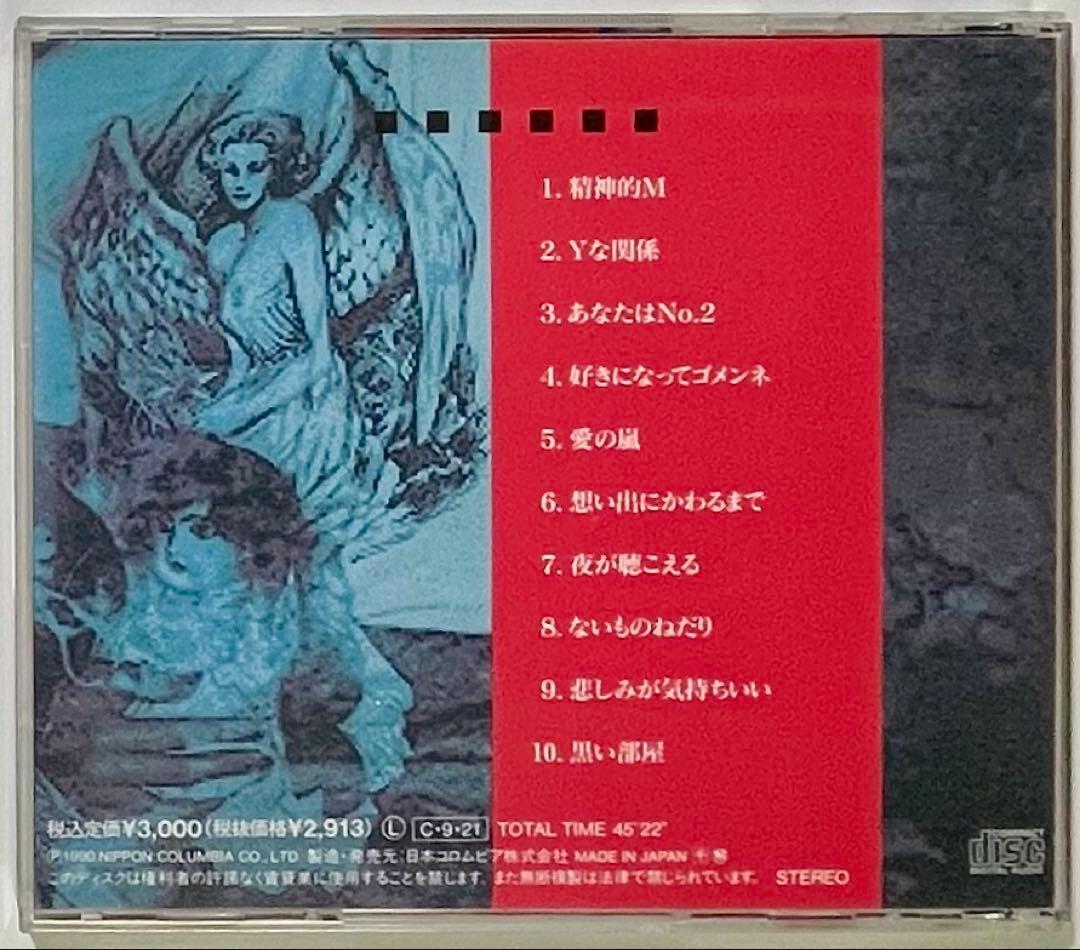 1. 精神的M
2. Yな関係
3. あなたはNo.2
4. 好きになってゴメンネ
5. 愛の嵐
6. 想い出にかわるまで
7. 夜が聴こえる
8. ないものねだり
9. 悲しみが気持ちいい
10. 黒い部屋
税込定価¥3,000(税抜価格¥2,913) Ⓛ C・9・21 TOTAL TIME 45'22"
Ⓟ1990 NIPPON COLUMBIA CO., LTD 製造・発売元:日本コロムビア株式会社 MADE IN JAPAN
このディスクは権利者の許諾なく賃貸業に使用することを禁じます。また無断複製は法律で禁じられています。 STEREO
disc